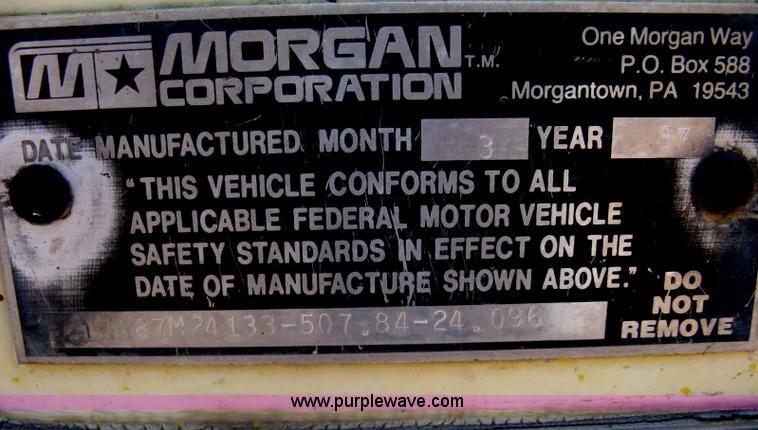 MORGAN T.M.
CORPORATION
One Morgan Way
P.O. Box 588
Morgantown, PA 19543
DATE MANUFACTURED MONTH 3 YEAR 97
"THIS VEHICLE CONFORMS TO ALL
APPLICABLE FEDERAL MOTOR VEHICLE
SAFETY STANDARDS IN EFFECT ON THE
DATE OF MANUFACTURE SHOWN ABOVE."
DO
NOT
REMOVE
www.purplewave.com